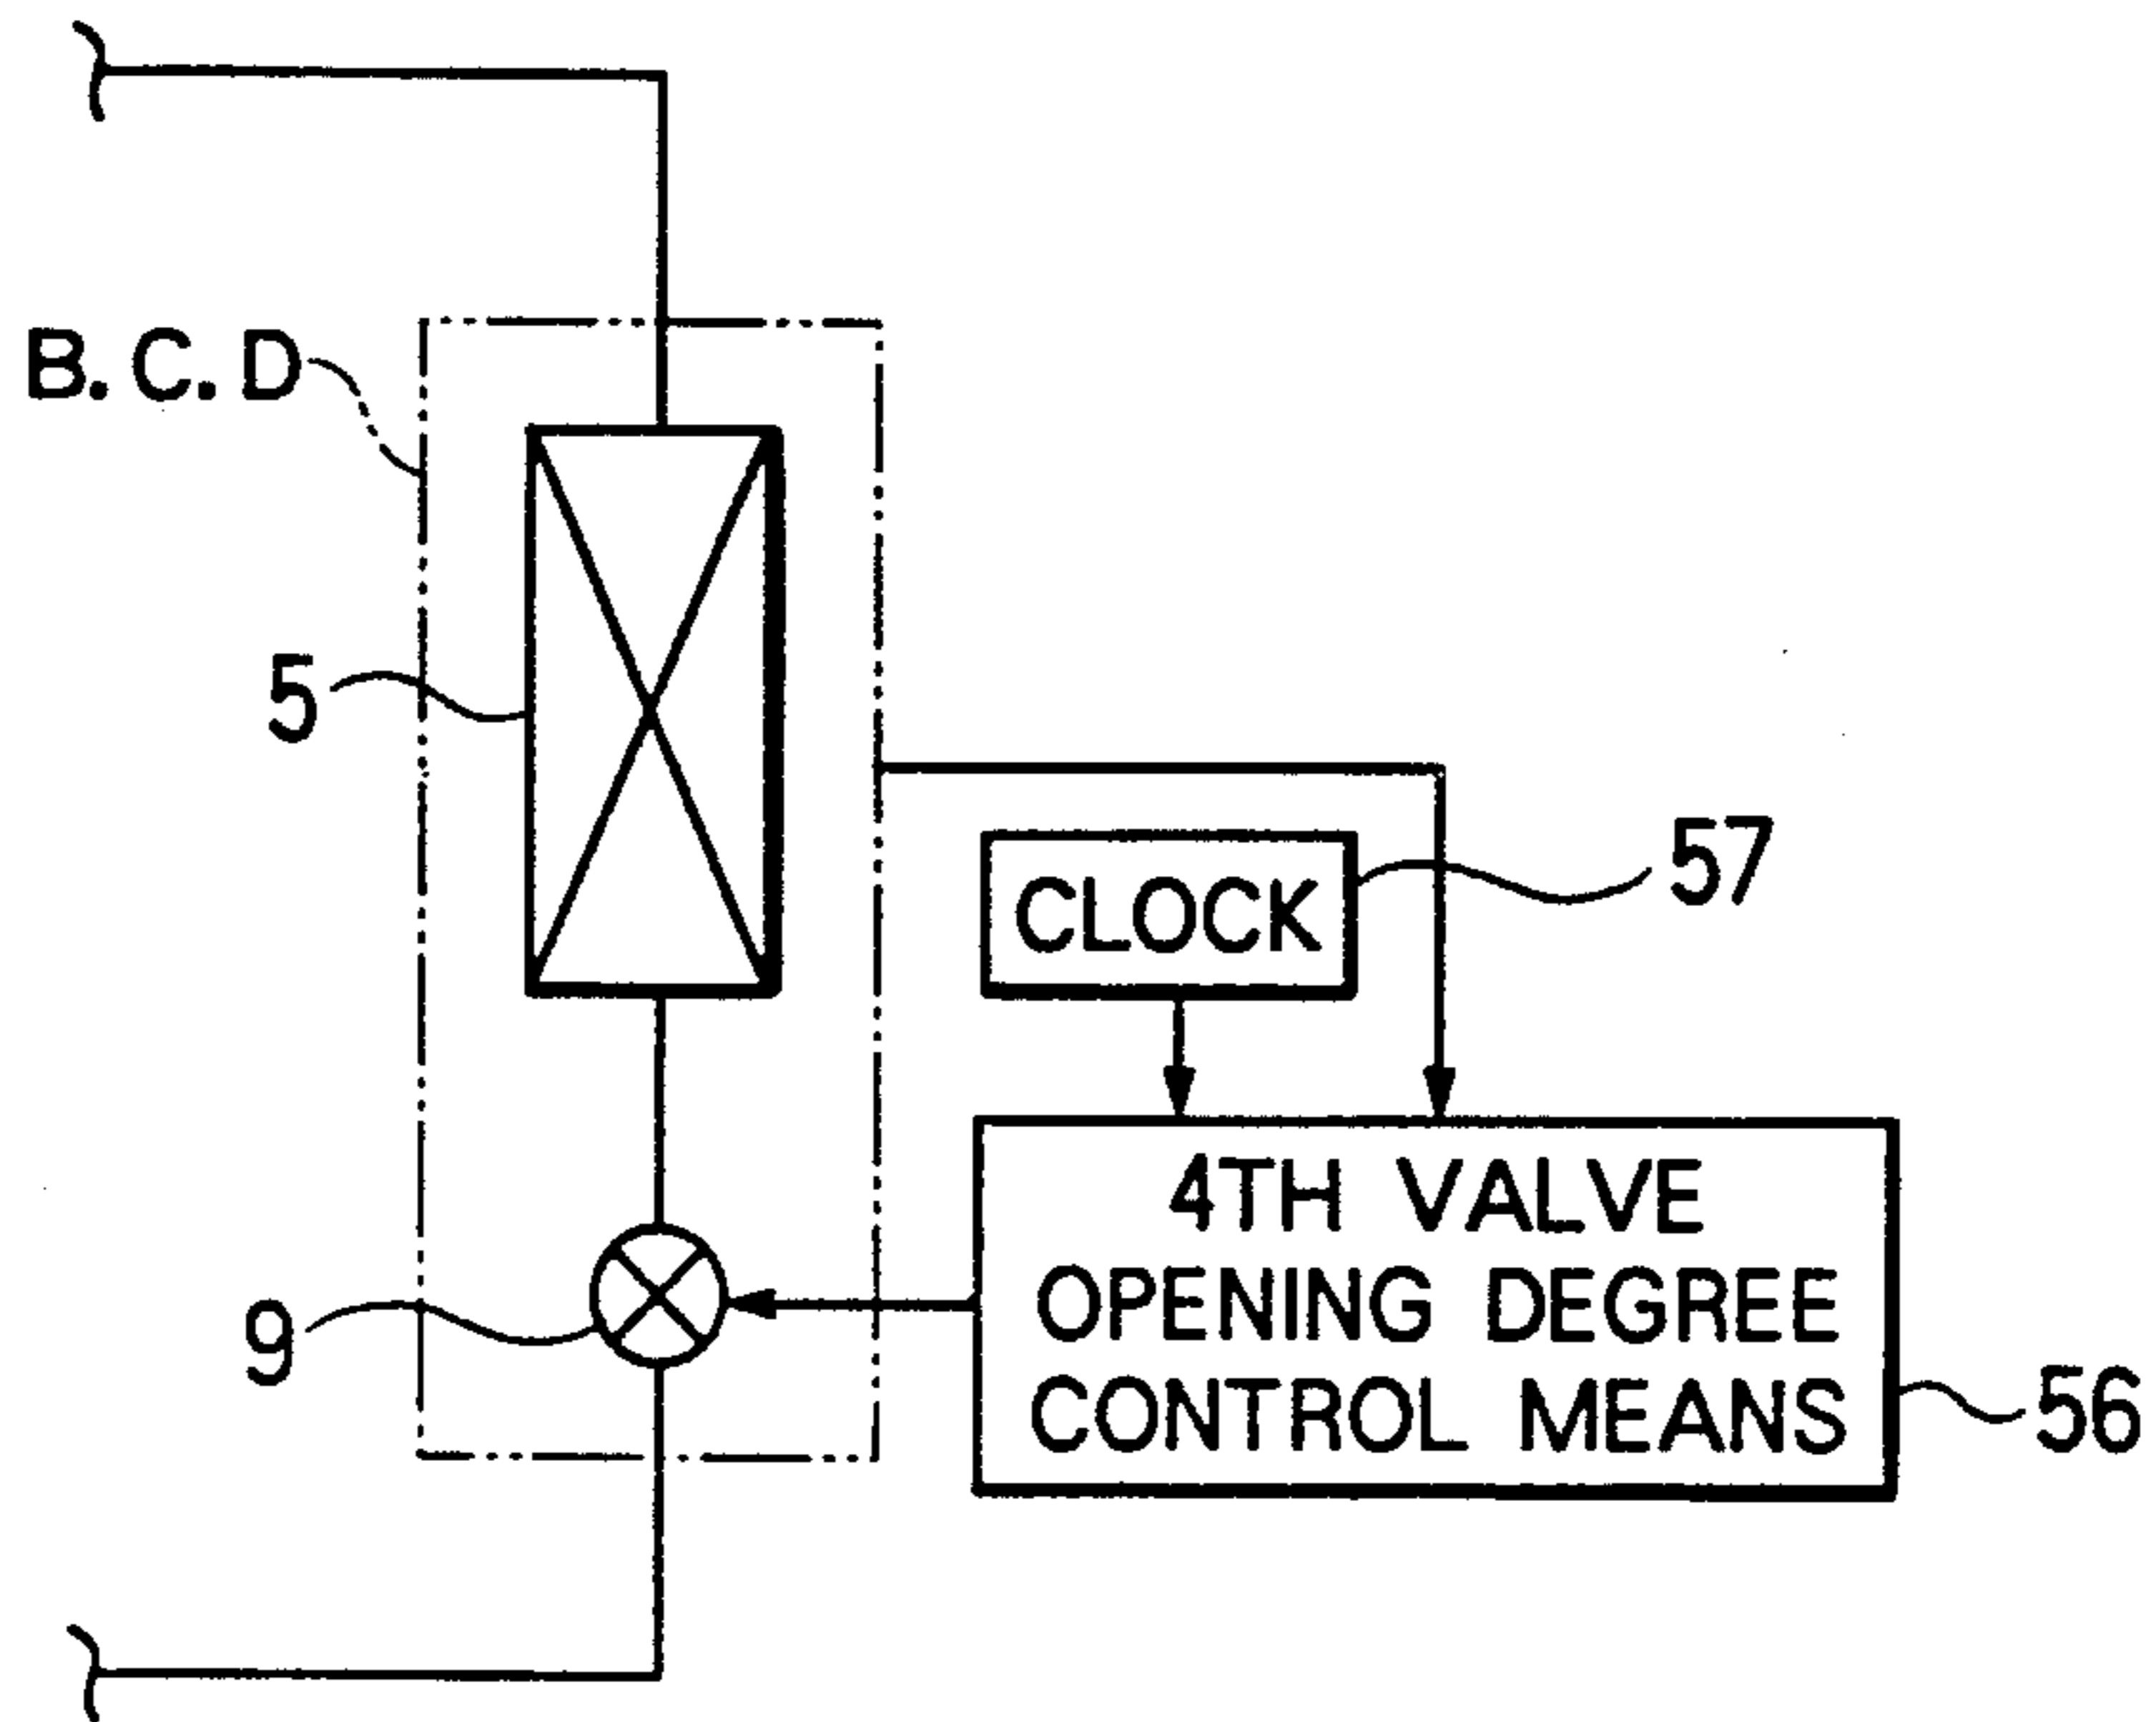 B.C.D
5
57
CLOCK
4TH VALVE
OPENING DEGREE
CONTROL MEANS
9
56